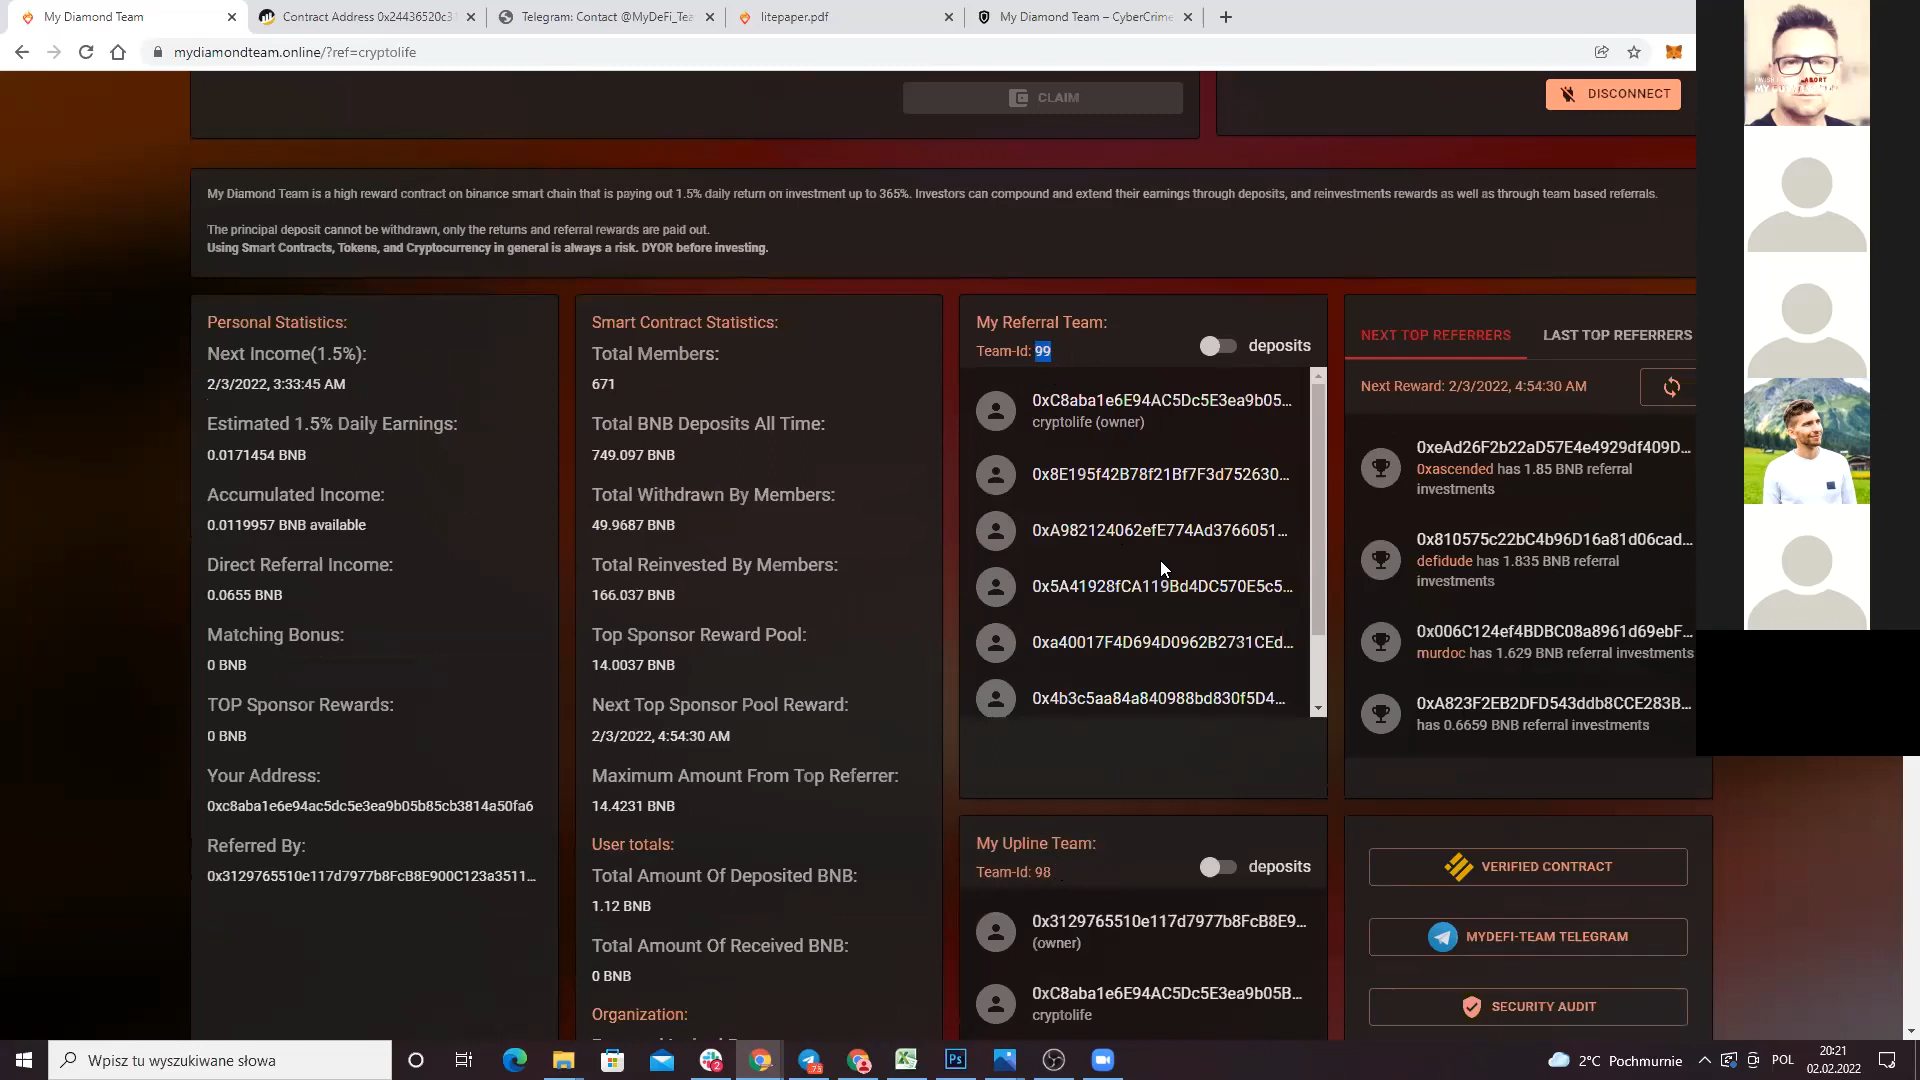 My Diamond Team
Contract Address 0x24436520c3
Telegram: Contact @MyDeFi_Tea
litepaper.pdf
My Diamond Team – CyberCrime
mydiamondteam.online/?ref=cryptolife
CLAIM
DISCONNECT
My Diamond Team is a high reward contract on binance smart chain that is paying out 1.5% daily return on investment up to 365%. Investors can compound and extend their earnings through deposits, and reinvestments rewards as well as through team based referrals.
The principal deposit cannot be withdrawn, only the returns and referral rewards are paid out.
Using Smart Contracts, Tokens, and Cryptocurrency in general is always a risk. DYOR before investing.
Personal Statistics:
Next Income(1.5%):
2/3/2022, 3:33:45 AM
Estimated 1.5% Daily Earnings:
0.0171454 BNB
Accumulated Income:
0.0119957 BNB available
Direct Referral Income:
0.0655 BNB
Matching Bonus:
0 BNB
TOP Sponsor Rewards:
0 BNB
Your Address:
0xc8aba1e6e94ac5dc5e3ea9b05b85cb3814a50fa6
Referred By:
0x3129765510e117d7977b8FcB8E900C123a3511...
Smart Contract Statistics:
Total Members:
671
Total BNB Deposits All Time:
749.097 BNB
Total Withdrawn By Members:
49.9687 BNB
Total Reinvested By Members:
166.037 BNB
Top Sponsor Reward Pool:
14.0037 BNB
Next Top Sponsor Pool Reward:
2/3/2022, 4:54:30 AM
Maximum Amount From Top Referrer:
14.4231 BNB
User totals:
Total Amount Of Deposited BNB:
1.12 BNB
Total Amount Of Received BNB:
0 BNB
Organization:
My Referral Team:
Team-Id: 99
deposits
0xC8aba1e6E94AC5Dc5E3ea9b05...
cryptolife (owner)
0x8E195f42B78f21Bf7F3d752630...
0xA982124062efE774Ad3766051...
0x5A41928fCA119Bd4DC570E5c5...
0xa40017F4D694D0962B2731CEd...
0x4b3c5aa84a840988bd830f5D4...
My Upline Team:
Team-Id: 98
deposits
0x3129765510e117d7977b8FcB8E9...
(owner)
0xC8aba1e6E94AC5Dc5E3ea9b05B...
cryptolife
NEXT TOP REFERRERS
LAST TOP REFERRERS
Next Reward: 2/3/2022, 4:54:30 AM
0xeAd26F2b22aD57E4e4929df409D...
0xascended has 1.85 BNB referral
investments
0x810575c22bC4b96D16a81d06cad...
defidude has 1.835 BNB referral
investments
0x006C124ef4BDBC08a8961d69ebF...
murdoc has 1.629 BNB referral investments
0xA823F2EB2DFD543ddb8CCE283B...
has 0.6659 BNB referral investments
VERIFIED CONTRACT
MYDEFI-TEAM TELEGRAM
SECURITY AUDIT
Wpisz tu wyszukiwane słowa
2°C Pochmurnie
POL
20:21
02.02.2022